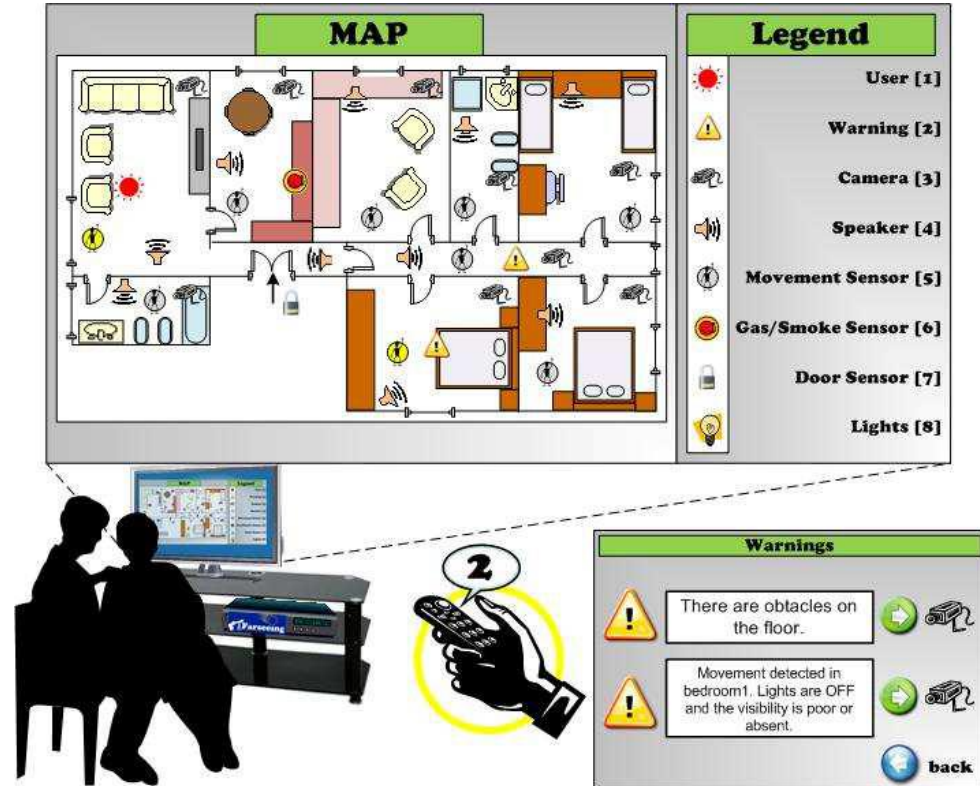 MAP
Legend
User [1]
Warning [2]
Camera [3]
Speaker [4]
Movement Sensor [5]
Gas/Smoke Sensor [6]
Door Sensor [7]
Lights [8]
MAP
Legend
2
Warnings
There are obtacles on
the floor.
Movement detected in
bedroom1. Lights are OFF
and the visibility is poor or
absent.
back